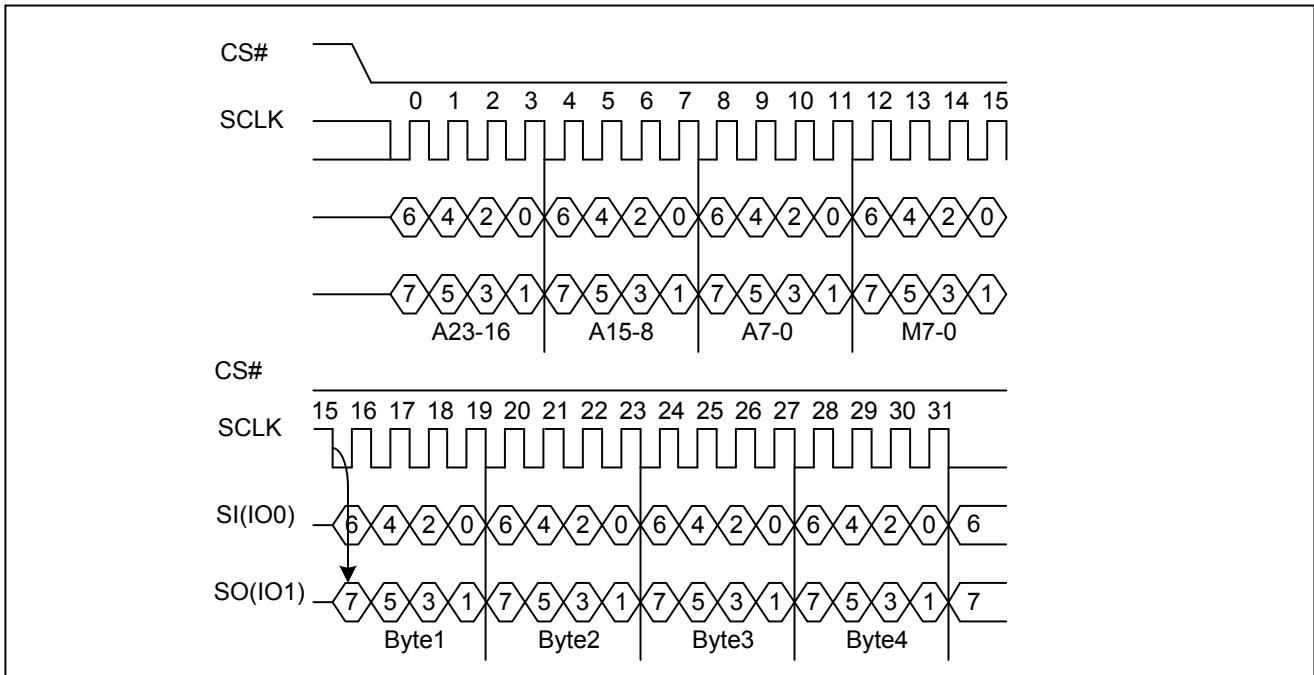 CS#
0 1 2 3 4 5 6 7 8 9 10 11 12 13 14 15
SCLK
6 4 2 0 6 4 2 0 6 4 2 0 6 4 2 0
7 5 3 1 7 5 3 1 7 5 3 1 7 5 3 1
A23-16 A15-8 A7-0 M7-0
CS#
15 16 17 18 19 20 21 22 23 24 25 26 27 28 29 30 31
SCLK
SI(IO0) 6 4 2 0 6 4 2 0 6 4 2 0 6 4 2 0 6
SO(IO1) 7 5 3 1 7 5 3 1 7 5 3 1 7 5 3 1 7
Byte1 Byte2 Byte3 Byte4